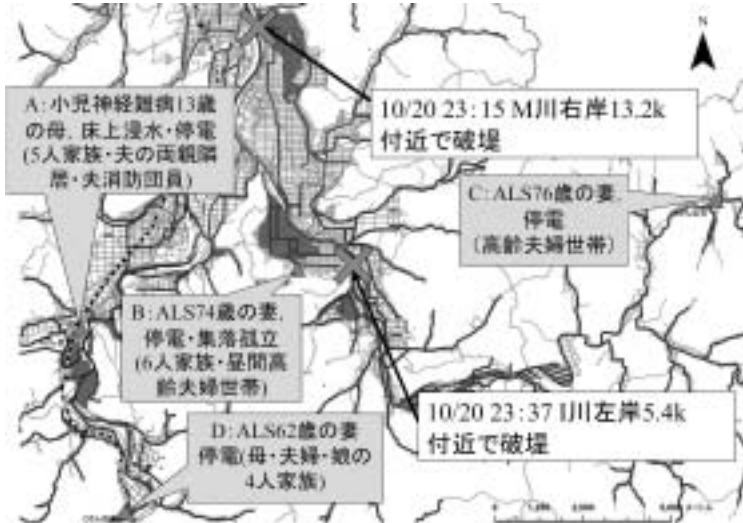 N
10/20 23：15 M川右岸13.2k
付近で破堤
A：小児神経難病13歳
の母，床上浸水・停電
(5人家族・夫の両親隣
居・夫消防団員)
C：ALS76歳の妻，
停電
(高齢夫婦世帯)
B：ALS74歳の妻，
停電・集落孤立
(6人家族・昼間高
齢夫婦世帯)
10/20 23：37 I川左岸5.4k
付近で破堤
D：ALS62歳の妻
停電(母・夫婦・娘の
4人家族)
0